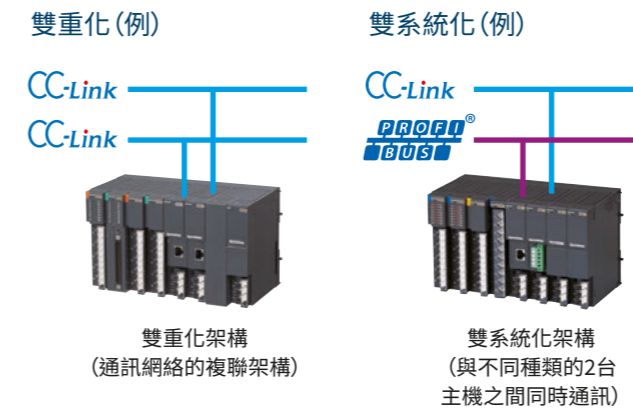 雙重化（例）
CC-Link
CC-Link
雙重化架構
（通訊網絡的複聯架構）
雙系統化（例）
CC-Link
PROFI®
BUS
雙系統化架構
（與不同種類的2台
主機之間同時通訊）